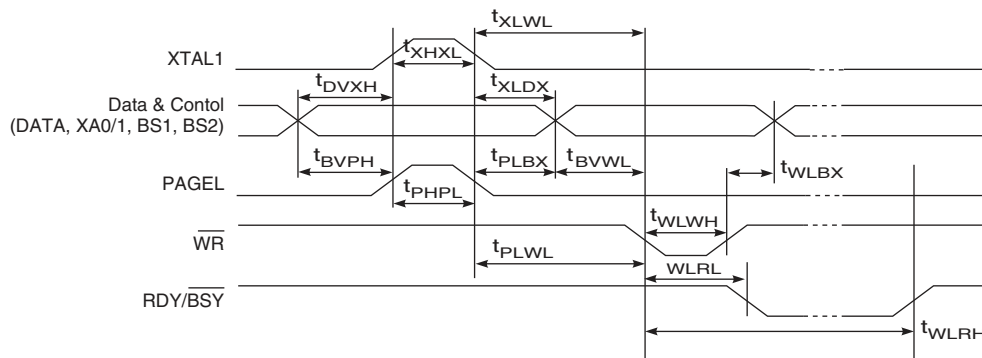 tXLWL
XTAL1
tXHXL
tDVXH
tXLDX
Data & Contol
(DATA, XA0/1, BS1, BS2)
tBVPH
tPLBX
tBVWL
tWLBX
PAGEL
tPHPL
tWLWH
WR
tPLWL
WLRL
RDY/BSY
tWLRH